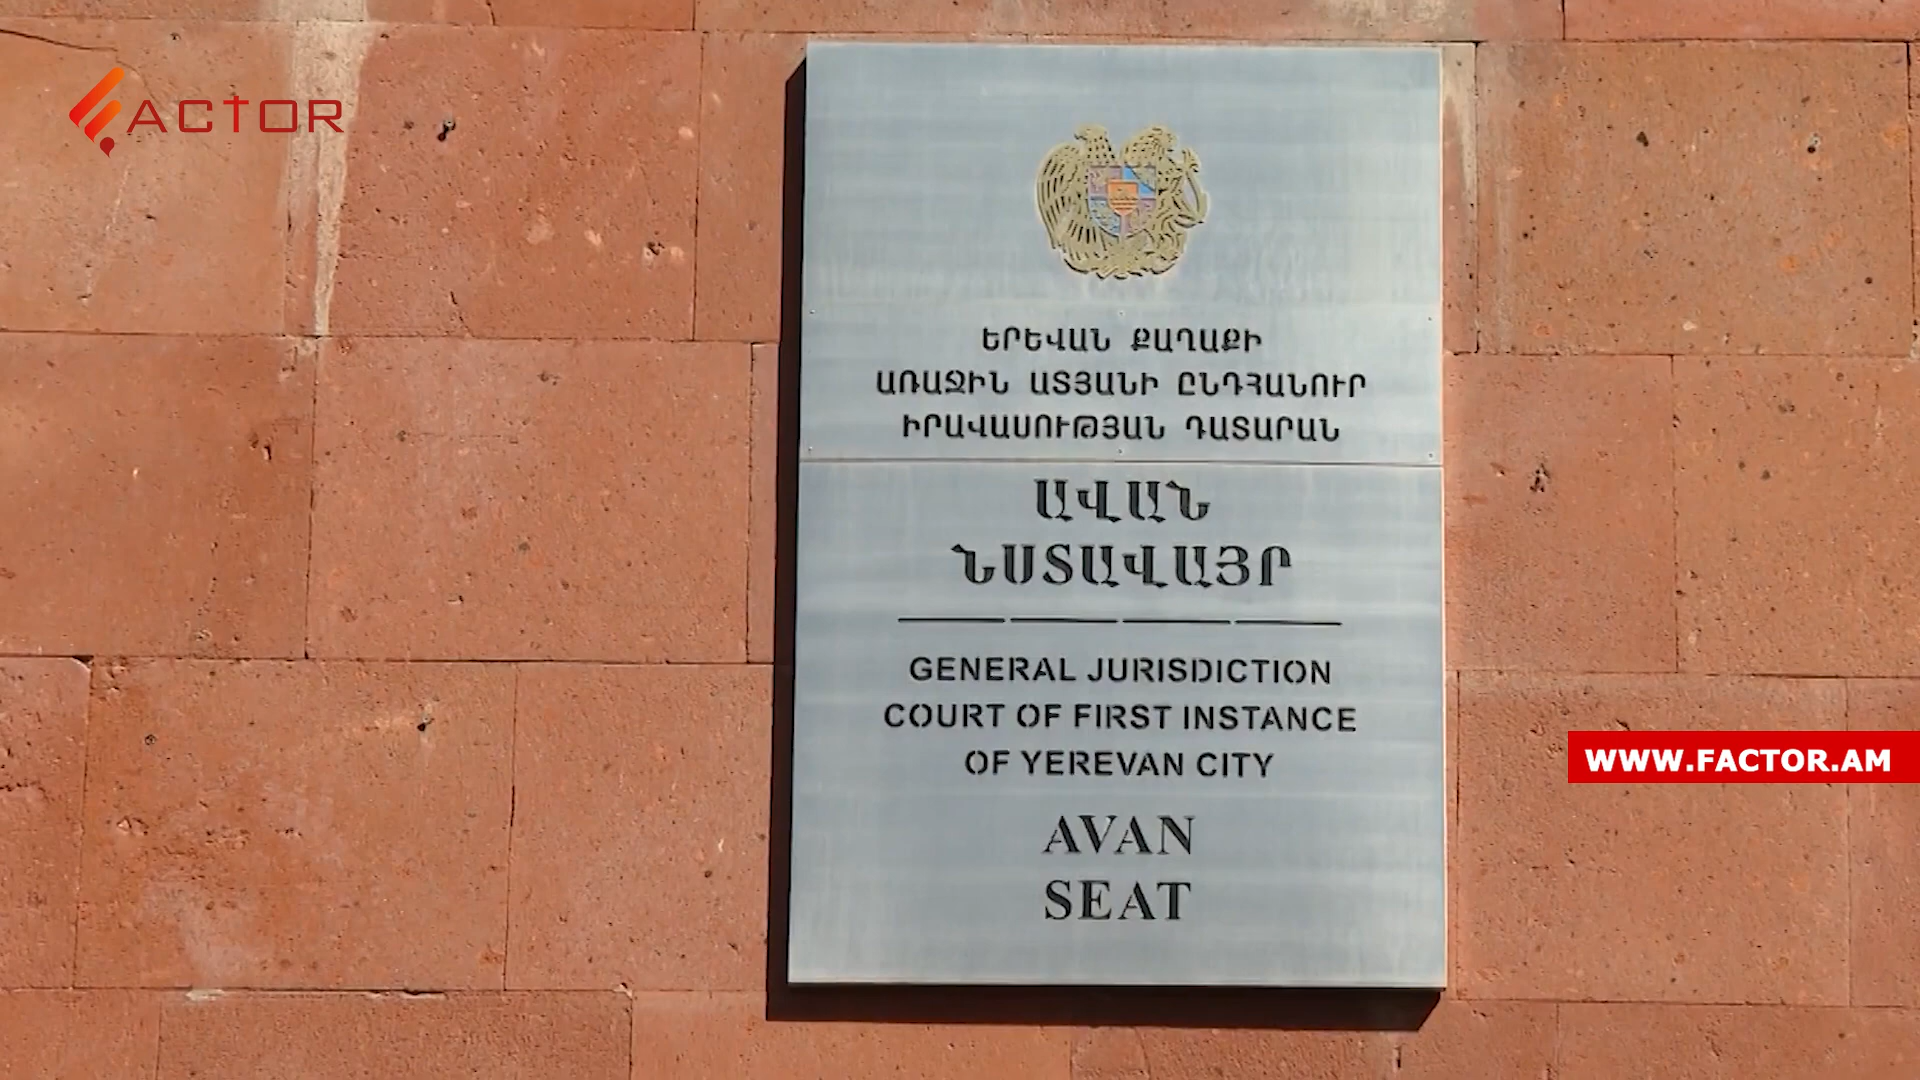 FACTOR
ԵՐԵՎԱՆ ՔԱՂԱՔԻ
ԱՌԱՋԻՆ ԱՏՅԱՆԻ ԸՆԴՀԱՆՈՒՐ
ԻՐԱՎԱՍՈՒԹՅԱՆ ԴԱՏԱՐԱՆ
ԱՎԱՆ
ՆՍՏԱՎԱՅՐ
GENERAL JURISDICTION
COURT OF FIRST INSTANCE
OF YEREVAN CITY
AVAN
SEAT
WWW.FACTOR.AM